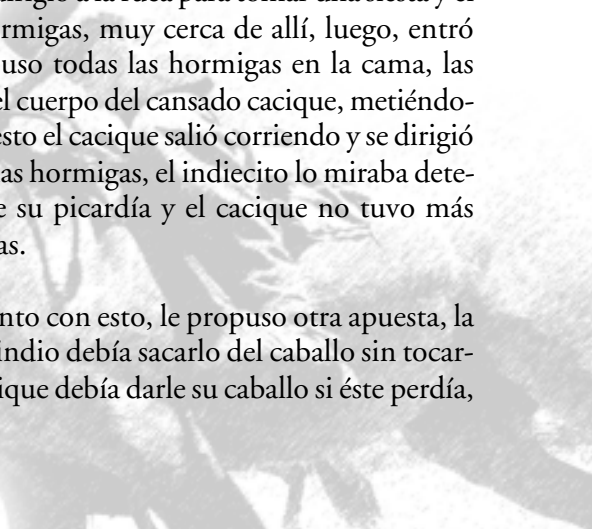 a la ruca para tomar una siesta y el
ormigas, muy cerca de allí, luego, entró
uso todas las hormigas en la cama, las
el cuerpo del cansado cacique, metiéndo-
esto el cacique salió corriendo y se dirigió
as hormigas, el indiecito lo miraba dete-
e su picardía y el cacique no tuvo más
as.
nto con esto, le propuso otra apuesta, la
indio debía sacarlo del caballo sin tocar-
ique debía darle su caballo si éste perdía,